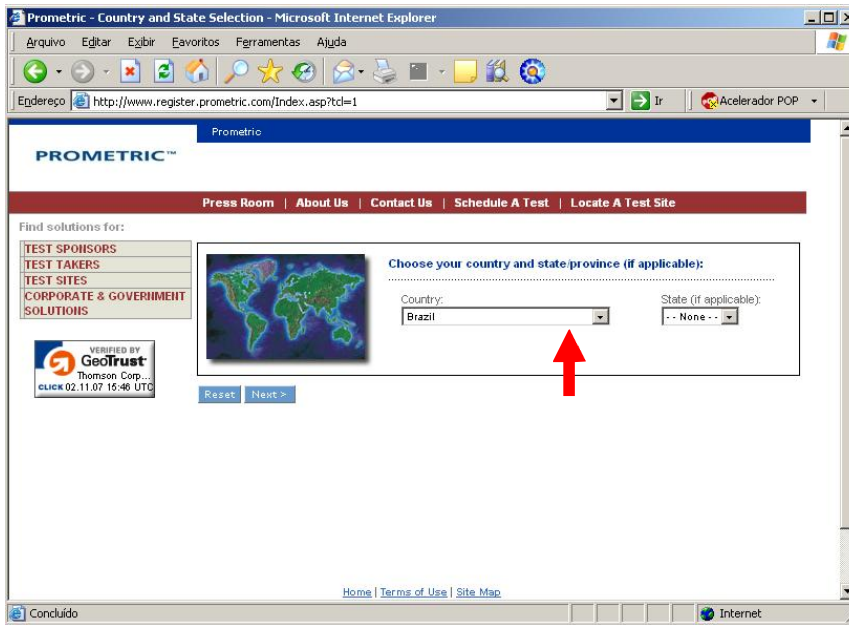 Prometric - Country and State Selection - Microsoft Internet Explorer
Arquivo Editar Exibir Favoritos Ferramentas Ajuda
Endereço http://www.register.prometric.com/Index.asp?tcl=1 Ir Acelerador POP
Prometric
PROMETRIC™
Press Room | About Us | Contact Us | Schedule A Test | Locate A Test Site
Find solutions for:
TEST SPONSORS
TEST TAKERS
TEST SITES
CORPORATE & GOVERNMENT
SOLUTIONS
Choose your country and state/province (if applicable):
Country: State (if applicable):
Brazil - - None - -
VERIFIED BY
GeoTrust
Thomson Corp...
CLICK 02.11.07 15:46 UTC
Reset Next >
Home | Terms of Use | Site Map
Concluído Internet